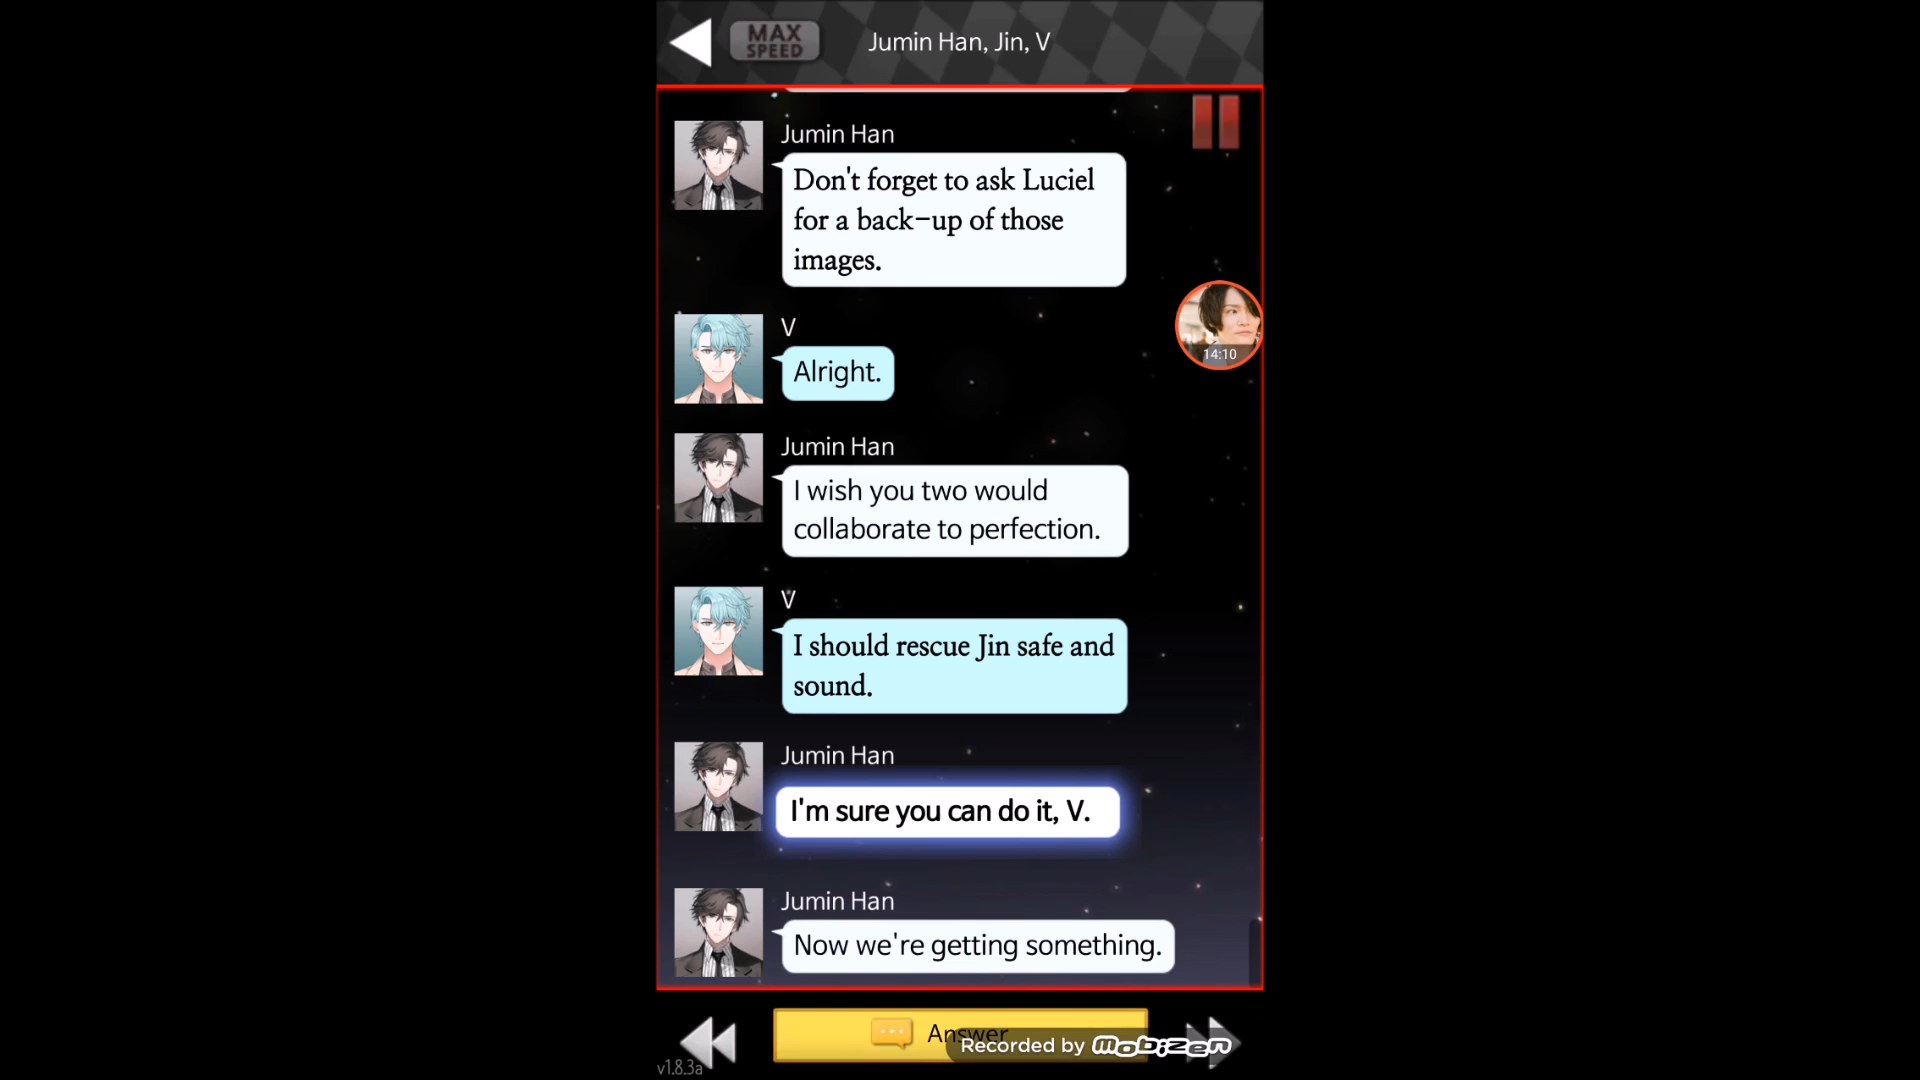 MAX
SPEED
Jumin Han, Jin, V
Jumin Han
Don't forget to ask Luciel
for a back-up of those
images.
14:10
V
Alright.
Jumin Han
I wish you two would
collaborate to perfection.
V
I should rescue Jin safe and
sound.
Jumin Han
I'm sure you can do it, V.
Jumin Han
Now we're getting something.
Answer
Recorded by Mobizen
v1.8.3a